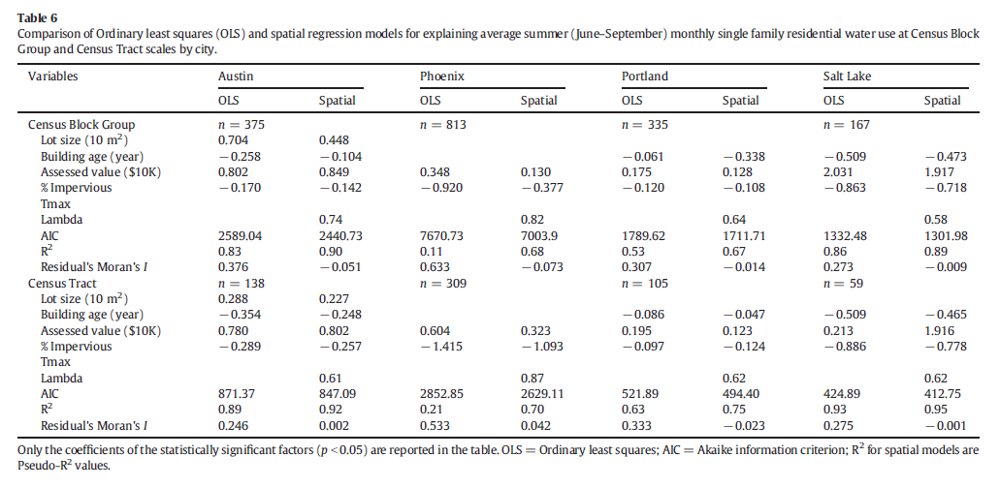 Table 6
Comparison of Ordinary least squares (OLS) and spatial regression models for explaining average summer (June–September) monthly single family residential water use at Census Block
Group and Census Tract scales by city.
Variables Austin Phoenix Portland Salt Lake
OLS Spatial OLS Spatial OLS Spatial OLS Spatial
Census Block Group n = 375 n = 813 n = 335 n = 167
Lot size (10 m²) 0.704 0.448
Building age (year) −0.258 −0.104 −0.061 −0.338 −0.509 −0.473
Assessed value ($10K) 0.802 0.849 0.348 0.130 0.175 0.128 2.031 1.917
% Impervious −0.170 −0.142 −0.920 −0.377 −0.120 −0.108 −0.863 −0.718
Tmax
Lambda 0.74 0.82 0.64 0.58
AIC 2589.04 2440.73 7670.73 7003.9 1789.62 1711.71 1332.48 1301.98
R² 0.83 0.90 0.11 0.68 0.53 0.67 0.86 0.89
Residual's Moran's I 0.376 −0.051 0.633 −0.073 0.307 −0.014 0.273 −0.009
Census Tract n = 138 n = 309 n = 105 n = 59
Lot size (10 m²) 0.288 0.227
Building age (year) −0.354 −0.248 −0.086 −0.047 −0.509 −0.465
Assessed value ($10K) 0.780 0.802 0.604 0.323 0.195 0.123 0.213 1.916
% Impervious −0.289 −0.257 −1.415 −1.093 −0.097 −0.124 −0.886 −0.778
Tmax
Lambda 0.61 0.87 0.62 0.62
AIC 871.37 847.09 2852.85 2629.11 521.89 494.40 424.89 412.75
R² 0.89 0.92 0.21 0.70 0.63 0.75 0.93 0.95
Residual's Moran's I 0.246 0.002 0.533 0.042 0.333 −0.023 0.275 −0.001
Only the coefficients of the statistically significant factors (p < 0.05) are reported in the table. OLS = Ordinary least squares; AIC = Akaike information criterion; R² for spatial models are
Pseudo-R² values.